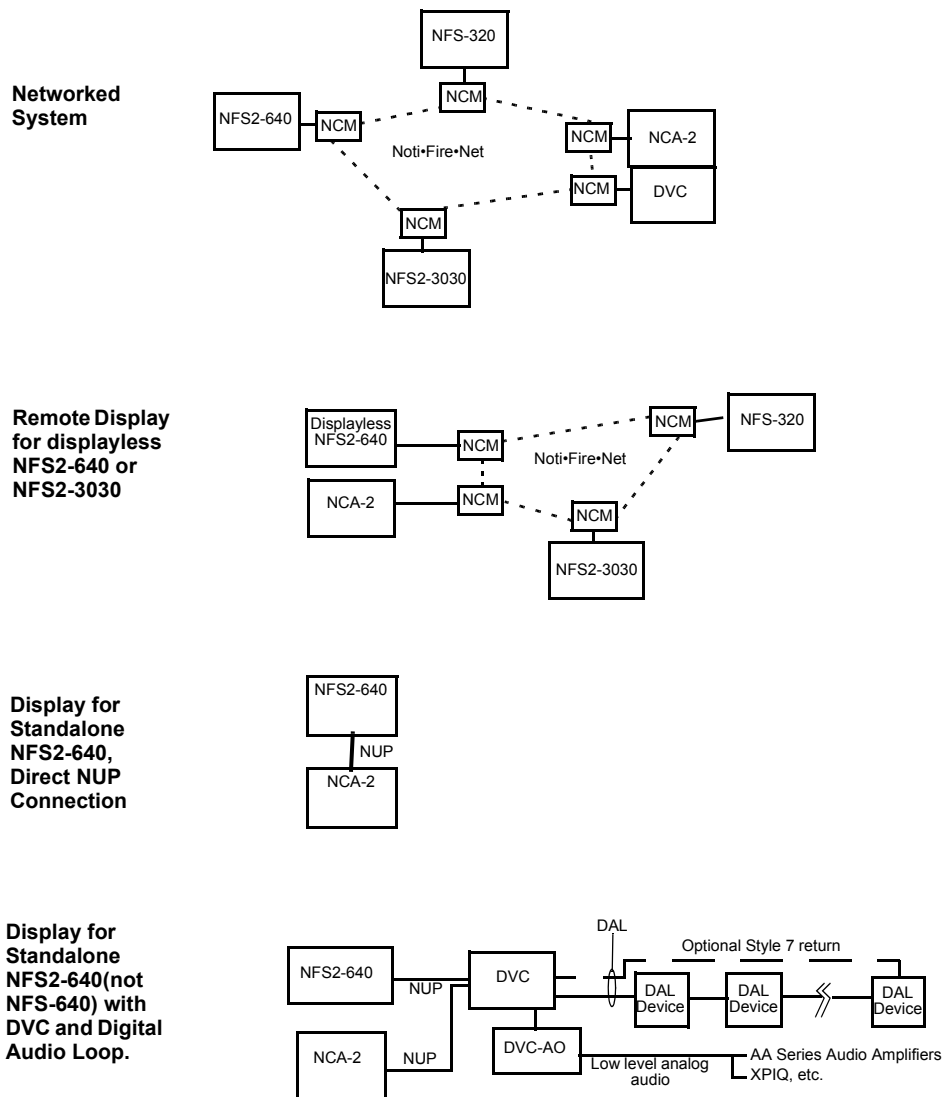 NFS-320
Networked
System
NFS2-640
NCM
NCM
NCM
NCA-2
Noti•Fire•Net
NCM
DVC
NCM
NFS2-3030
Remote Display
for displayless
NFS2-640 or
NFS2-3030
Displayless
NFS2-640
NCM
NCM
NFS-320
Noti•Fire•Net
NCA-2
NCM
NCM
NFS2-3030
Display for
Standalone
NFS2-640,
Direct NUP
Connection
NFS2-640
NUP
NCA-2
Display for
Standalone
NFS2-640(not
NFS-640) with
DVC and Digital
Audio Loop.
DAL
Optional Style 7 return
NFS2-640
NUP
DVC
DAL
Device
DAL
Device
DAL
Device
NCA-2
NUP
DVC-AO
Low level analog
audio
AA Series Audio Amplifiers
XPIQ, etc.